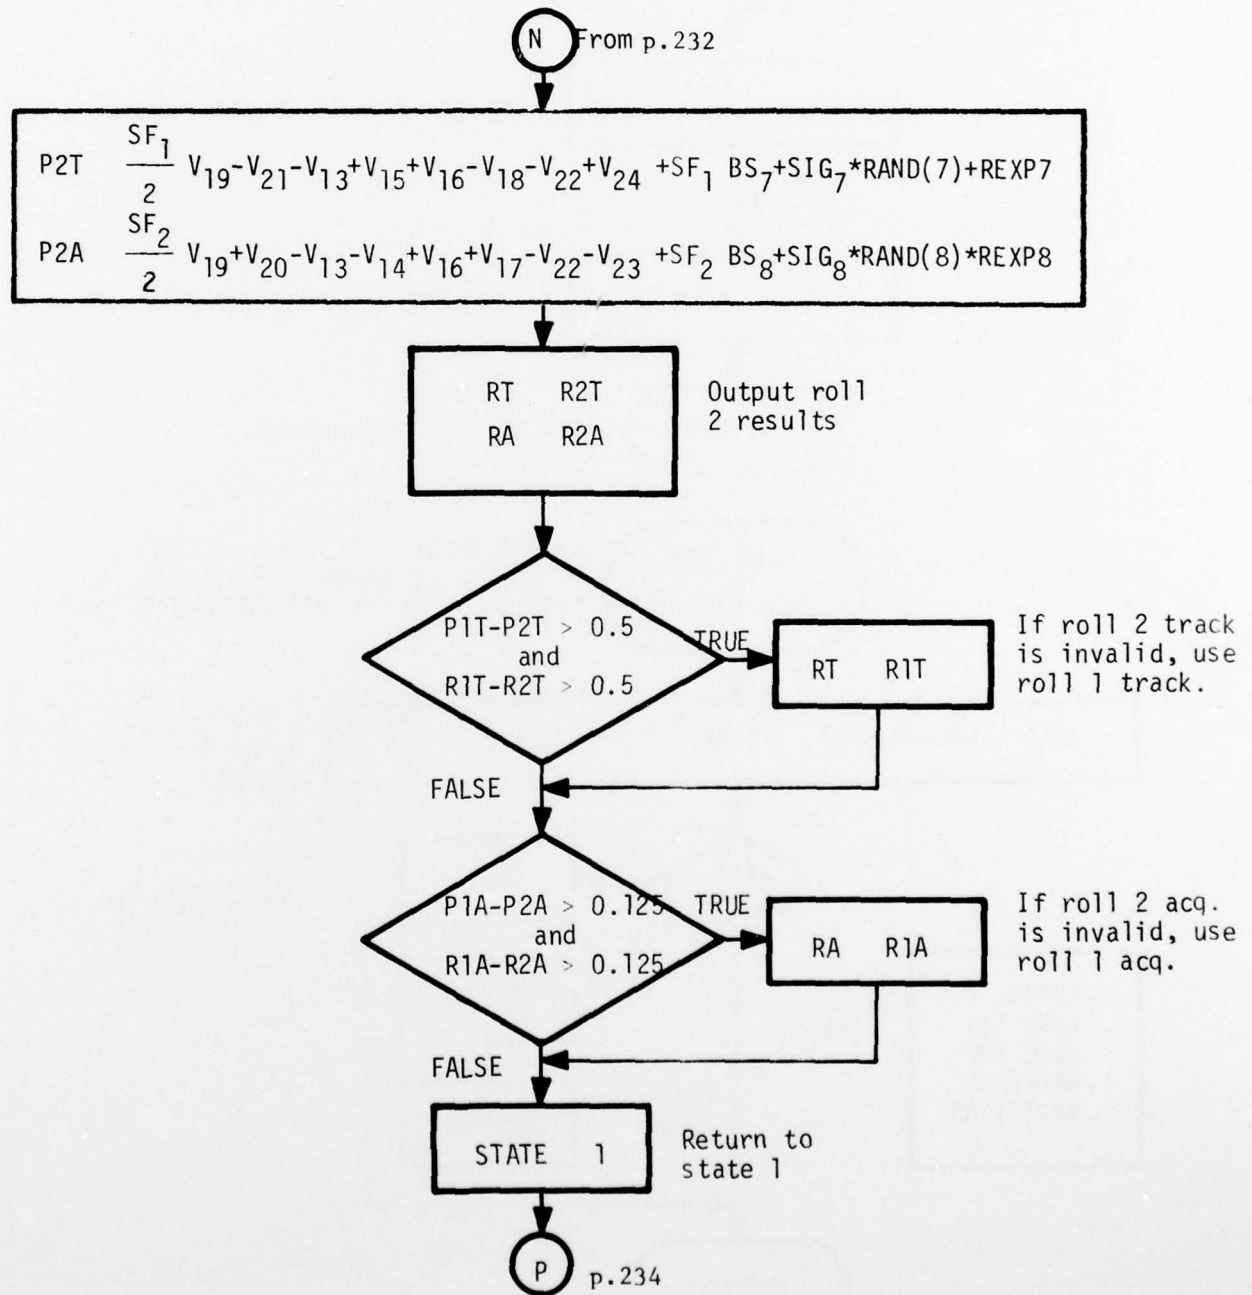 N From p.232
P2T SF1/2 V19-V21-V13+V15+V16-V18-V22+V24 +SF1 BS7+SIG7*RAND(7)+REXP7
P2A SF2/2 V19+V20-V13-V14+V16+V17-V22-V23 +SF2 BS8+SIG8*RAND(8)*REXP8
RT R2T
RA R2A
Output roll
2 results
P1T-P2T > 0.5
and
R1T-R2T > 0.5
TRUE
RT R1T
If roll 2 track
is invalid, use
roll 1 track.
FALSE
P1A-P2A > 0.125
and
R1A-R2A > 0.125
TRUE
RA R1A
If roll 2 acq.
is invalid, use
roll 1 acq.
FALSE
STATE 1
Return to
state 1
P p.234